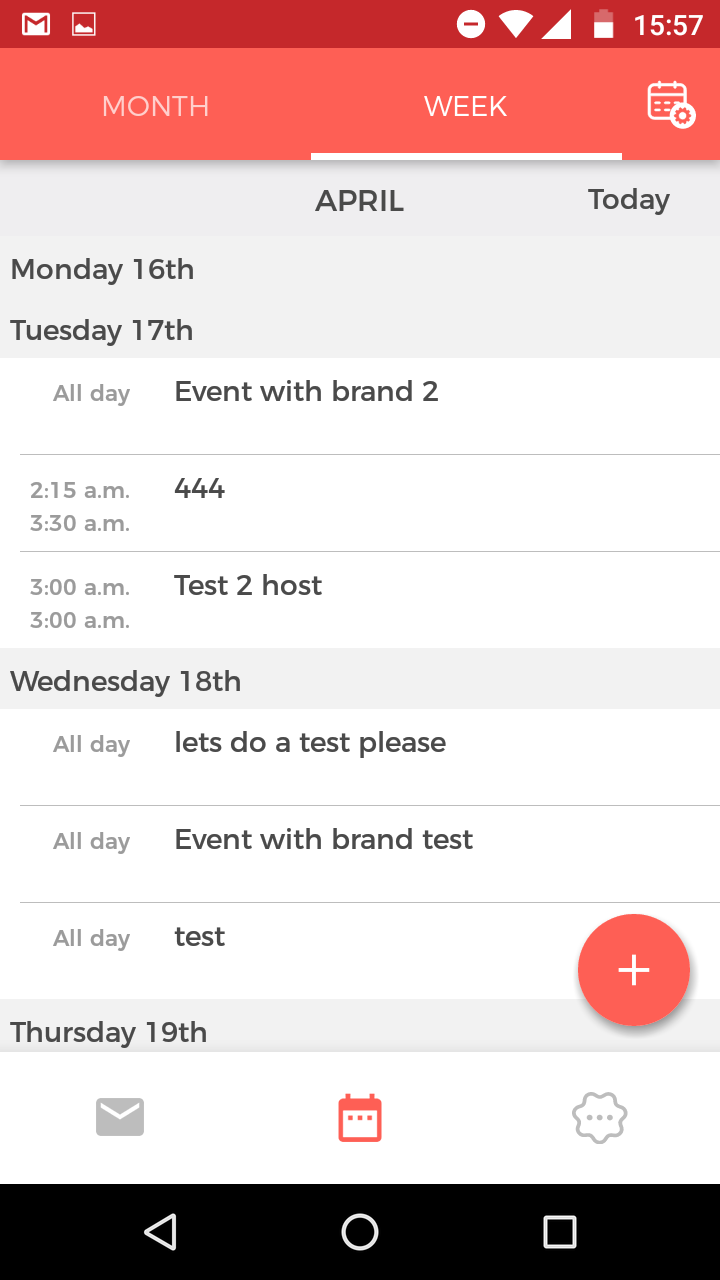 15:57
MONTH
WEEK
APRIL
Today
Monday 16th
Tuesday 17th
All day
Event with brand 2
2:15 a.m.
3:30 a.m.
444
3:00 a.m.
3:00 a.m.
Test 2 host
Wednesday 18th
All day
lets do a test please
All day
Event with brand test
All day
test
Thursday 19th